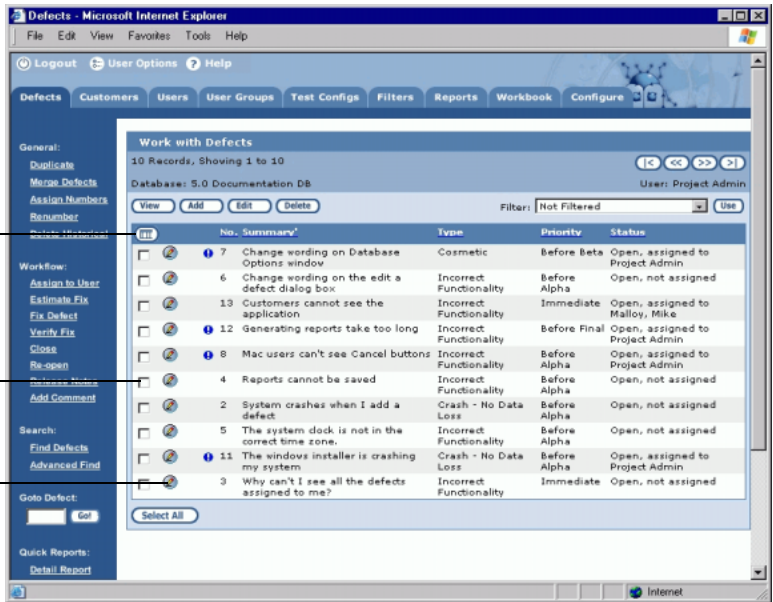 Defects - Microsoft Internet Explorer
File Edit View Favorites Tools Help
Logout User Options ? Help
Defects Customers Users User Groups Test Configs Filters Reports Workbook Configure
General:
Duplicate
Merge Defects
Assign Numbers
Renumber
Delete Historical
Workflow:
Assign to User
Estimate Fix
Fix Defect
Verify Fix
Close
Re-open
Release Notes
Add Comment
Search:
Find Defects
Advanced Find
Goto Defect:
Go!
Quick Reports:
Detail Report
Work with Defects
10 Records, Showing 1 to 10
|< << >> >|
Database: 5.0 Documentation DB User: Project Admin
View Add Edit Delete Filter: Not Filtered Use
No. Summary* Type Priority Status
! 7 Change wording on Database Cosmetic Before Beta Open, assigned to
Options window Project Admin
6 Change wording on the edit a Incorrect Before Open, not assigned
defect dialog box Functionality Alpha
13 Customers cannot see the Incorrect Immediate Open, assigned to
application Functionality Malloy, Mike
! 12 Generating reports take too long Incorrect Before Final Open, assigned to
Functionality Project Admin
! 8 Mac users can't see Cancel buttons Incorrect Before Open, assigned to
Functionality Alpha Project Admin
4 Reports cannot be saved Incorrect Before Open, not assigned
Functionality Alpha
2 System crashes when I add a Crash - No Data Before Open, not assigned
defect Loss Alpha
5 The system clock is not in the Incorrect Before Open, not assigned
correct time zone. Functionality Alpha
! 11 The windows installer is crashing Crash - No Data Before Open, assigned to
my system Loss Alpha Project Admin
3 Why can't I see all the defects Incorrect Immediate Open, not assigned
assigned to me? Functionality
Select All
Internet